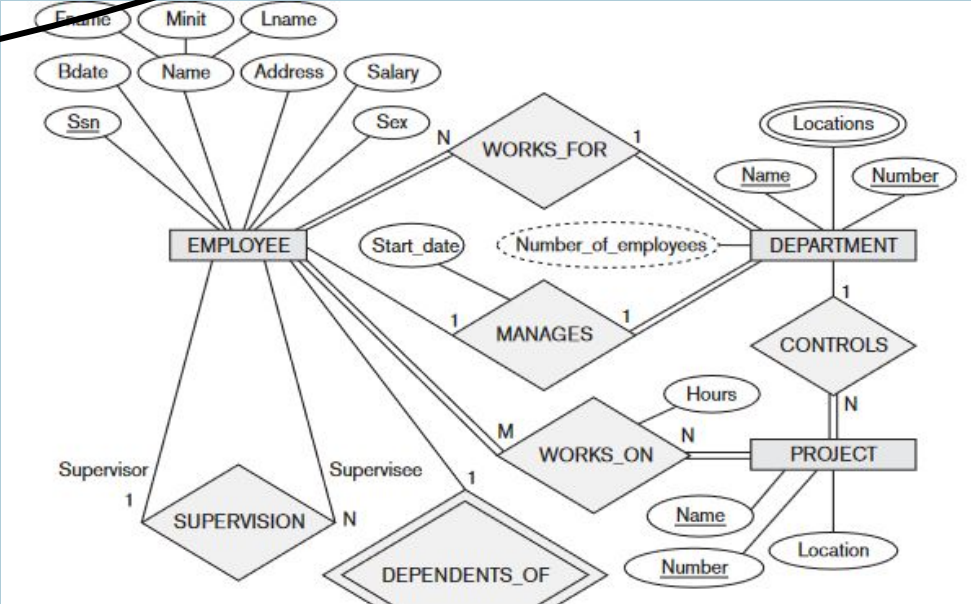 Fname Minit Lname
Bdate Name Address Salary
Ssn Sex
N WORKS_FOR 1
Locations
Name Number
EMPLOYEE Start_date Number_of_employees DEPARTMENT
1 MANAGES 1
1
CONTROLS
N
Hours
M WORKS_ON N
PROJECT
Supervisor Supervisee
1 SUPERVISION N
1
Name
Number Location
DEPENDENTS_OF